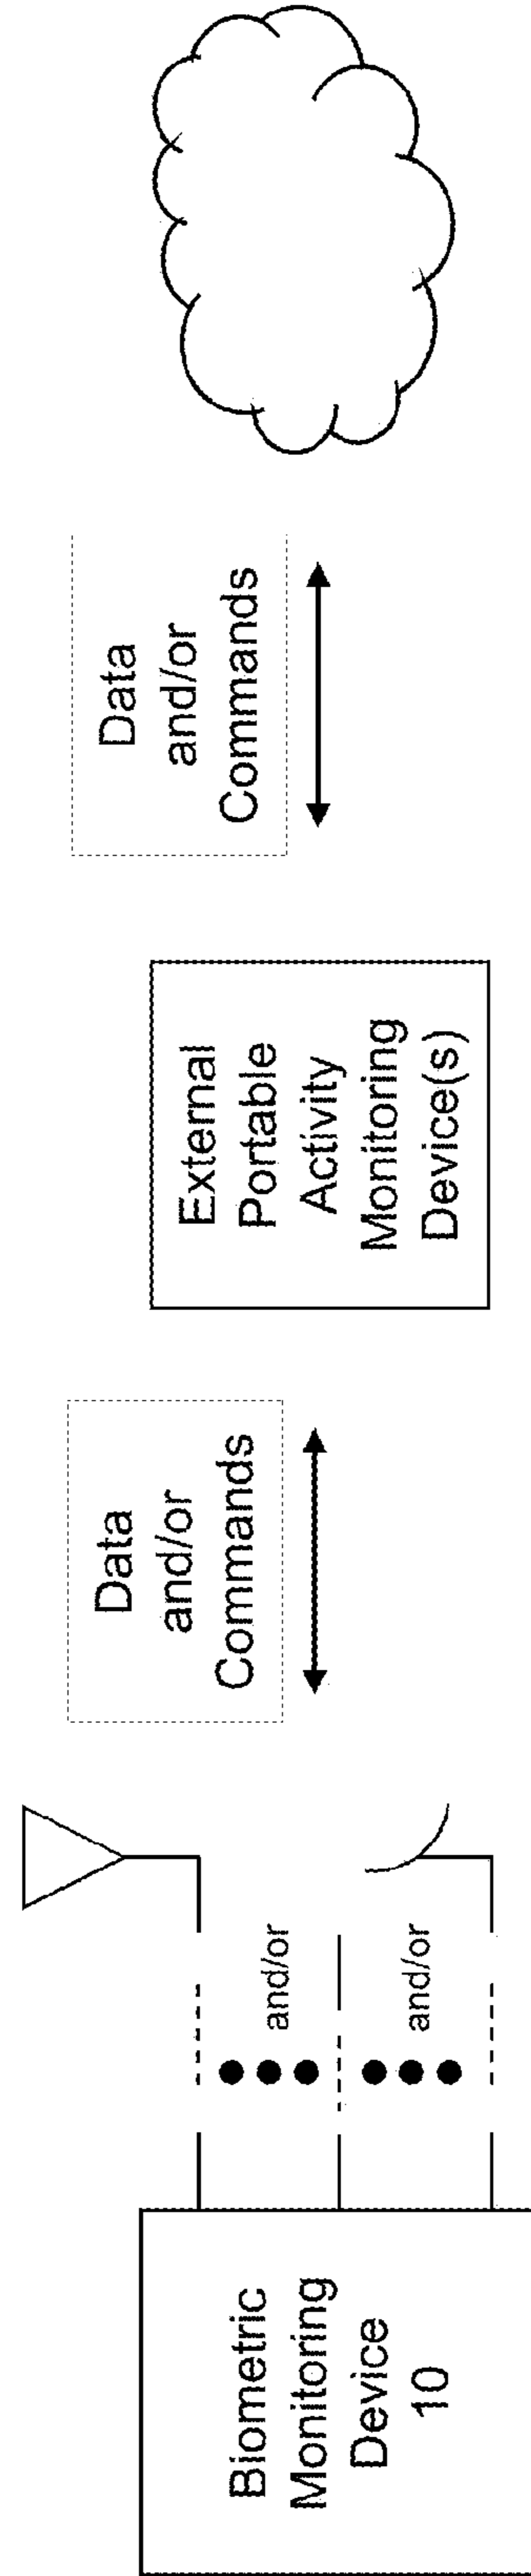 Biometric
Monitoring
Device
10
and/or
and/or
Data
and/or
Commands
External
Portable
Activity
Monitoring
Device(s)
Data
and/or
Commands